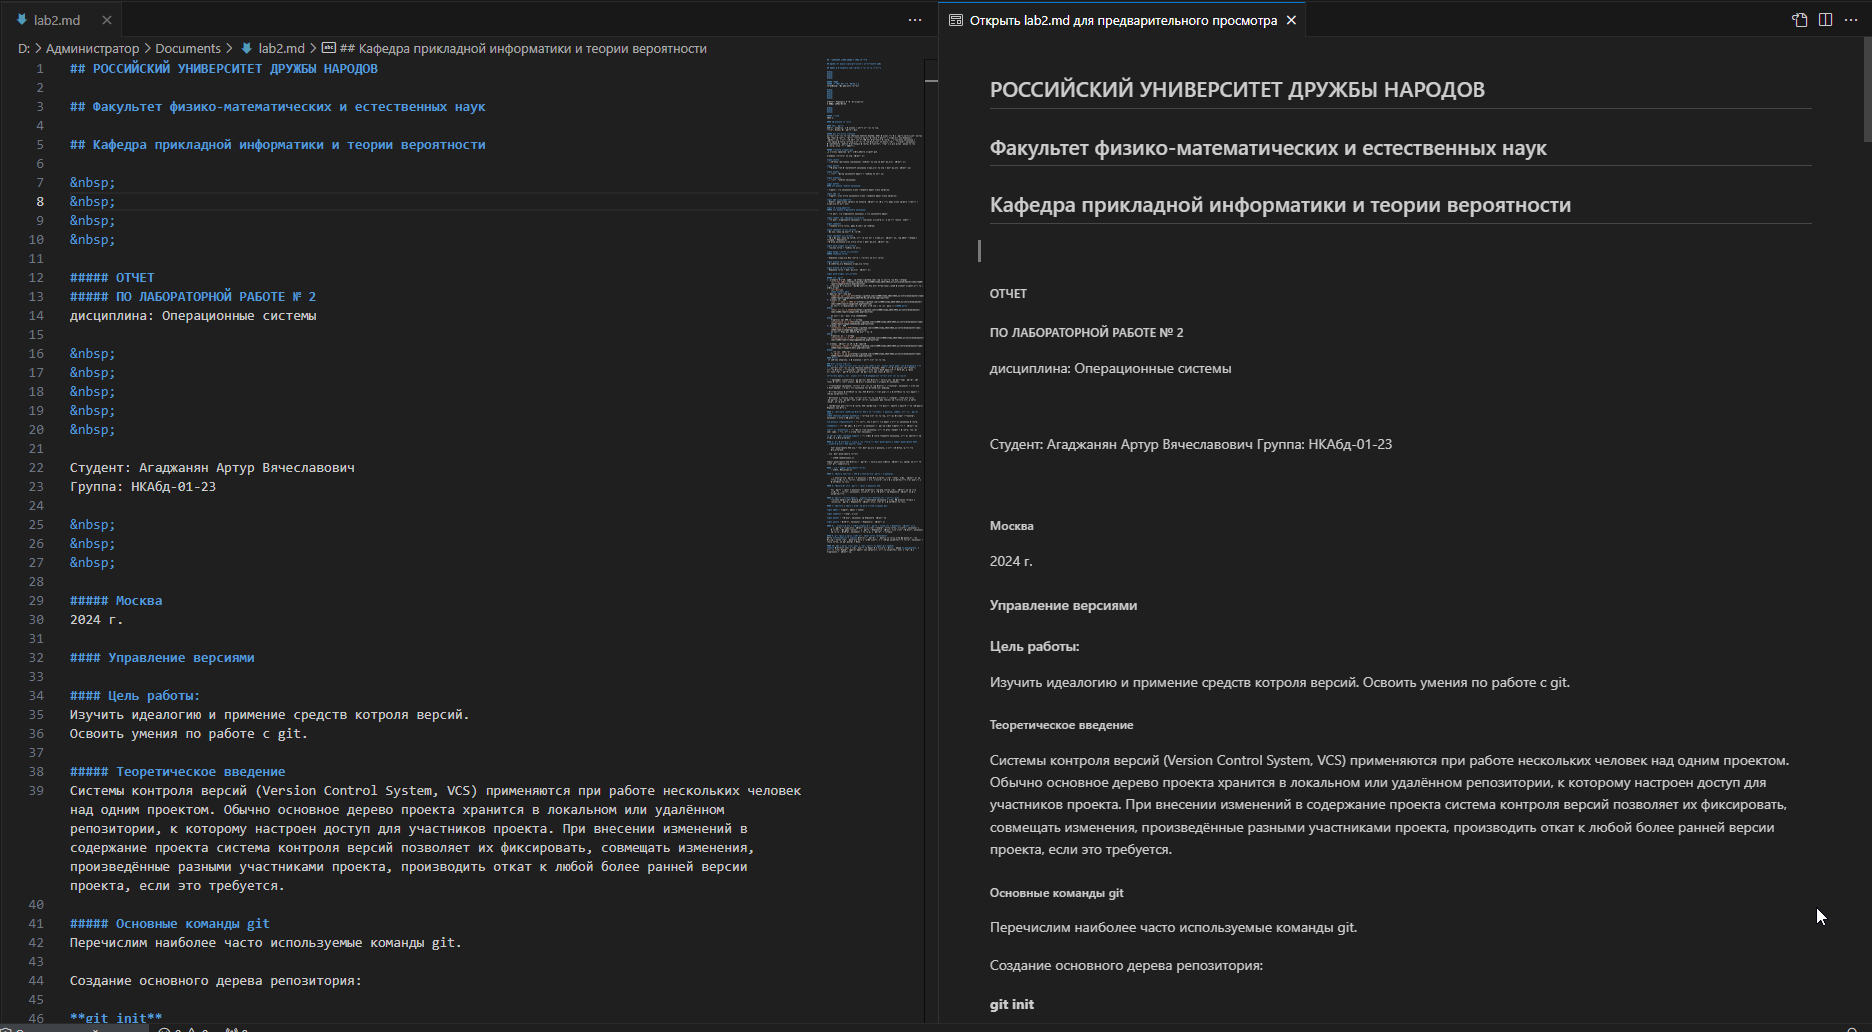 lab2.md
D: > Администратор > Documents > lab2.md > ## Кафедра прикладной информатики и теории вероятности
1 ## РОССИЙСКИЙ УНИВЕРСИТЕТ ДРУЖБЫ НАРОДОВ
2
3 ## Факультет физико-математических и естественных наук
4
5 ## Кафедра прикладной информатики и теории вероятности
6
7 &nbsp;
8 &nbsp;
9 &nbsp;
10 &nbsp;
11
12 ##### ОТЧЕТ
13 ##### ПО ЛАБОРАТОРНОЙ РАБОТЕ № 2
14 дисциплина: Операционные системы
15
16 &nbsp;
17 &nbsp;
18 &nbsp;
19 &nbsp;
20 &nbsp;
21
22 Студент: Агаджанян Артур Вячеславович
23 Группа: НКАбд-01-23
24
25 &nbsp;
26 &nbsp;
27 &nbsp;
28
29 ##### Москва
30 2024 г.
31
32 #### Управление версиями
33
34 #### Цель работы:
35 Изучить идеалогию и примение средств котроля версий.
36 Освоить умения по работе с git.
37
38 ##### Теоретическое введение
39 Системы контроля версий (Version Control System, VCS) применяются при работе нескольких человек
над одним проектом. Обычно основное дерево проекта хранится в локальном или удалённом
репозитории, к которому настроен доступ для участников проекта. При внесении изменений в
содержание проекта система контроля версий позволяет их фиксировать, совмещать изменения,
произведённые разными участниками проекта, производить откат к любой более ранней версии
проекта, если это требуется.
40
41 ##### Основные команды git
42 Перечислим наиболее часто используемые команды git.
43
44 Создание основного дерева репозитория:
45
46 **git init**
Открыть lab2.md для предварительного просмотра
РОССИЙСКИЙ УНИВЕРСИТЕТ ДРУЖБЫ НАРОДОВ
Факультет физико-математических и естественных наук
Кафедра прикладной информатики и теории вероятности
ОТЧЕТ
ПО ЛАБОРАТОРНОЙ РАБОТЕ № 2
дисциплина: Операционные системы
Студент: Агаджанян Артур Вячеславович Группа: НКАбд-01-23
Москва
2024 г.
Управление версиями
Цель работы:
Изучить идеалогию и примение средств котроля версий. Освоить умения по работе с git.
Теоретическое введение
Системы контроля версий (Version Control System, VCS) применяются при работе нескольких человек над одним проектом.
Обычно основное дерево проекта хранится в локальном или удалённом репозитории, к которому настроен доступ для
участников проекта. При внесении изменений в содержание проекта система контроля версий позволяет их фиксировать,
совмещать изменения, произведённые разными участниками проекта, производить откат к любой более ранней версии
проекта, если это требуется.
Основные команды git
Перечислим наиболее часто используемые команды git.
Создание основного дерева репозитория:
git init